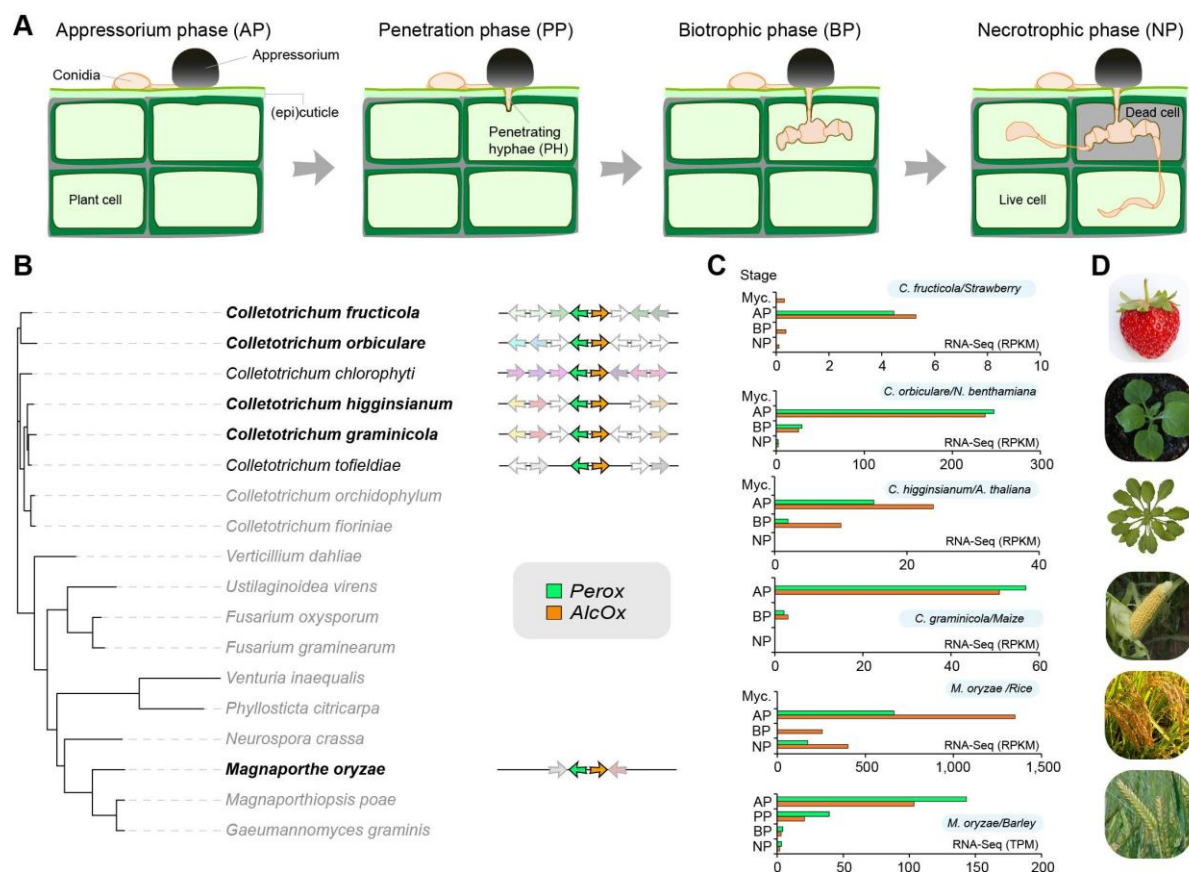 A
Appressorium phase (AP)
Penetration phase (PP)
Biotrophic phase (BP)
Necrotrophic phase (NP)
Conidia
Appressorium
(epi)cuticle
Plant cell
Penetrating
hyphae (PH)
Dead cell
Live cell
B
Colletotrichum fructicola
Colletotrichum orbiculare
Colletotrichum chlorophyti
Colletotrichum higginsianum
Colletotrichum graminicola
Colletotrichum tofieldiae
Colletotrichum orchidophylum
Colletotrichum fioriniae
Verticillium dahliae
Ustilaginoidea virens
Fusarium oxysporum
Fusarium graminearum
Venturia inaequalis
Phyllosticta citricarpa
Neurospora crassa
Magnaporthe oryzae
Magnaporthiopsis poae
Gaeumannomyces graminis
Perox
AlcOx
C
Stage
C. fructicola/Strawberry
Myc.
AP
BP
NP
RNA-Seq (RPKM)
0 2 4 6 8 10
C. orbiculare/N. benthamiana
Myc.
AP
BP
NP
RNA-Seq (RPKM)
0 100 200 300
C. higginsianum/A. thaliana
Myc.
AP
BP
NP
RNA-Seq (RPKM)
0 20 40
AP
BP
NP
C. graminicola/Maize
RNA-Seq (RPKM)
0 20 40 60
M. oryzae /Rice
Myc.
AP
BP
NP
RNA-Seq (RPKM)
0 500 1,000 1,500
AP
PP
BP
NP
M. oryzae/Barley
RNA-Seq (TPM)
0 50 100 150 200
D